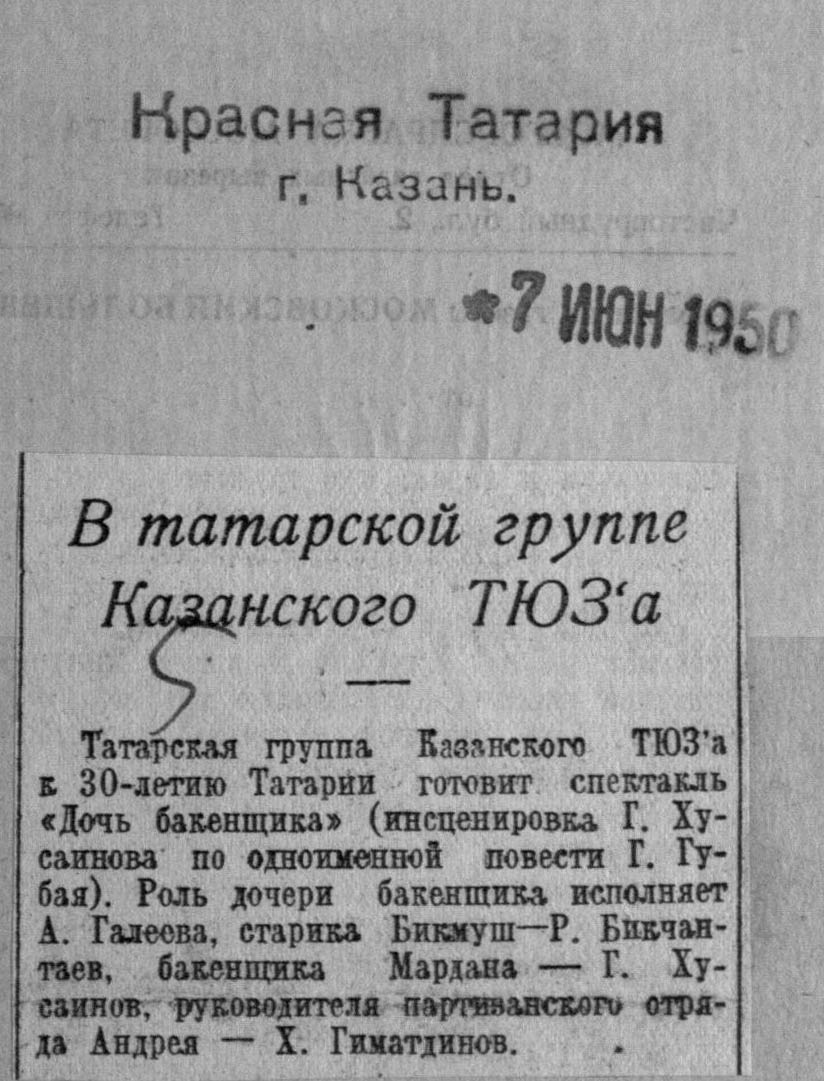 Красная Татария
г. Казань.
*7 ИЮН 1950
В татарской группе
Казанского ТЮЗ‘а
Татарская группа Казанского ТЮЗ'а
к 30-летию Татарии готовит спектакль
«Дочь бакенщика» (инсценировка Г. Ху-
саинова по одноименной повести Г. Гу-
бая). Роль дочери бакенщика исполняет
А. Галеева, старика Бикмуш—Р. Бикчан-
таев, бакенщика Мардана — Г. Ху-
саинов, руководителя партизанского отря-
да Андрея — Х. Гиматдинов.